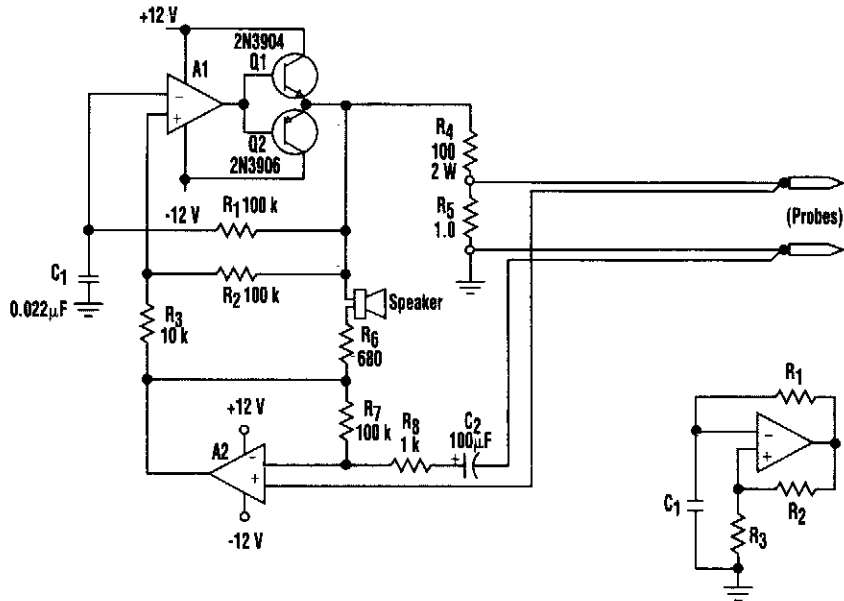 +12 V
2N3904
Q1
A1
−
+
Q2
2N3906
-12 V
R4
100
2 W
R5
1.0
(Probes)
R1 100 k
C1
0.022µF
R2 100 k
R3
10 k
Speaker
R6
680
+12 V
A2
−
+
-12 V
R7
100 k
R8
1 k
C2
+
100µF
R1
−
+
R2
C1
R3